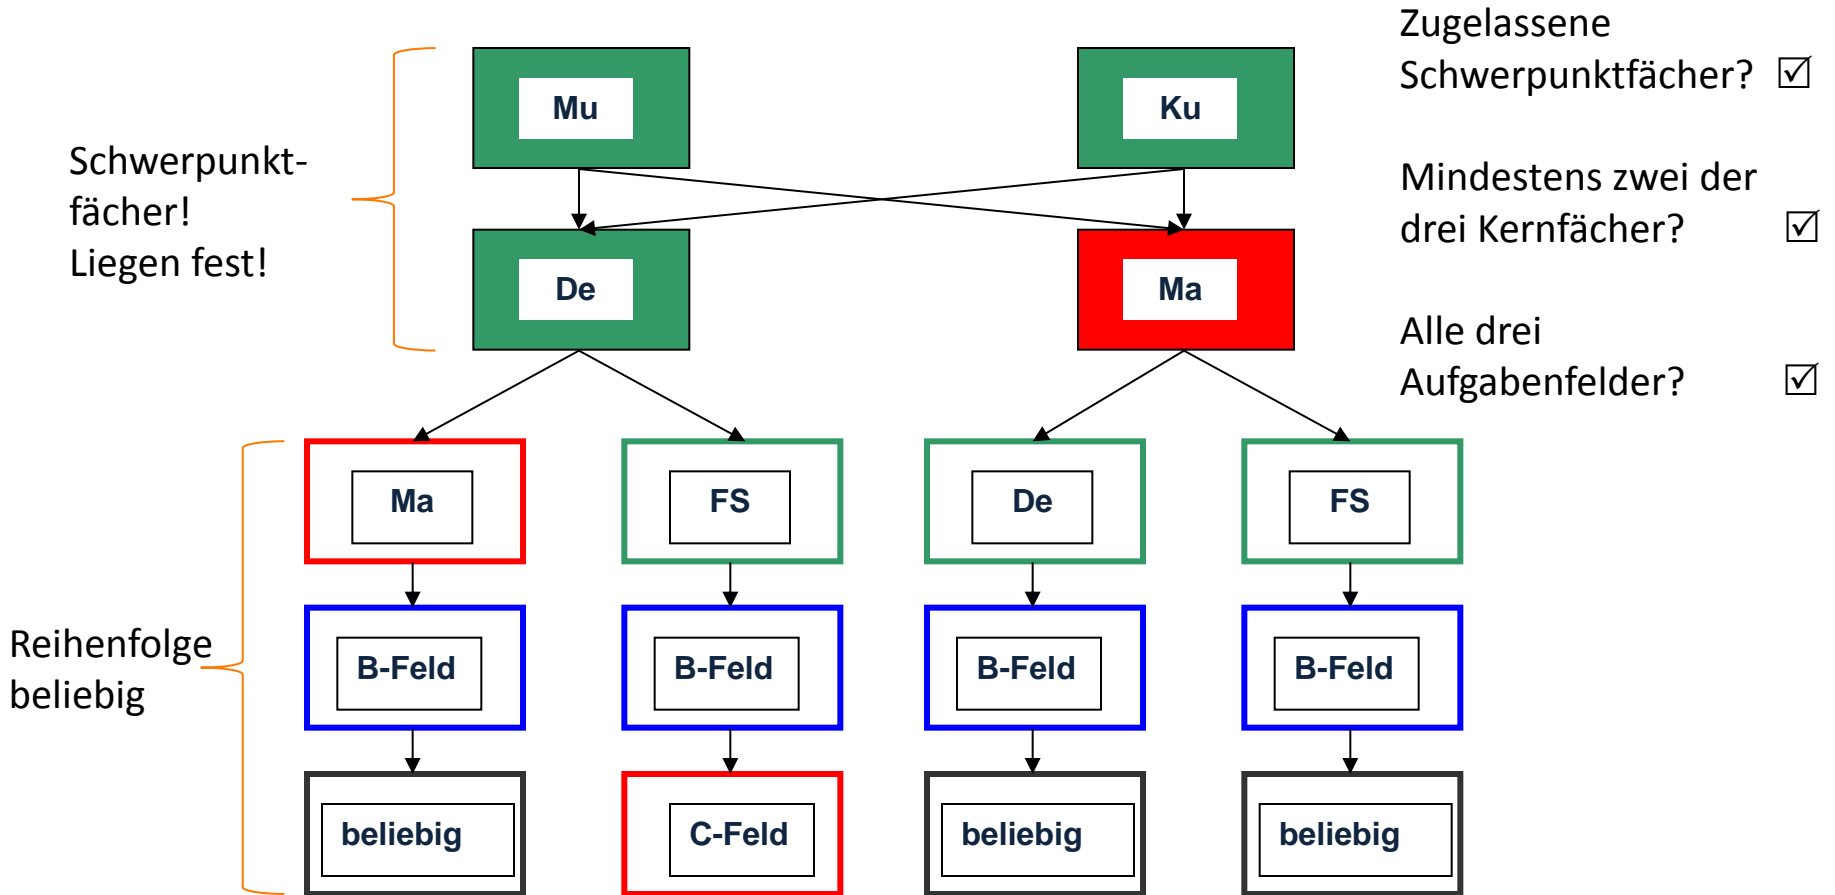 Zugelassene
Schwerpunktfächer? ☑
Mu
Ku
Schwerpunkt-
fächer!
Liegen fest!
Mindestens zwei der
drei Kernfächer? ☑
De
Ma
Alle drei
Aufgabenfelder? ☑
Ma
FS
De
FS
Reihenfolge
beliebig
B-Feld
B-Feld
B-Feld
B-Feld
beliebig
C-Feld
beliebig
beliebig